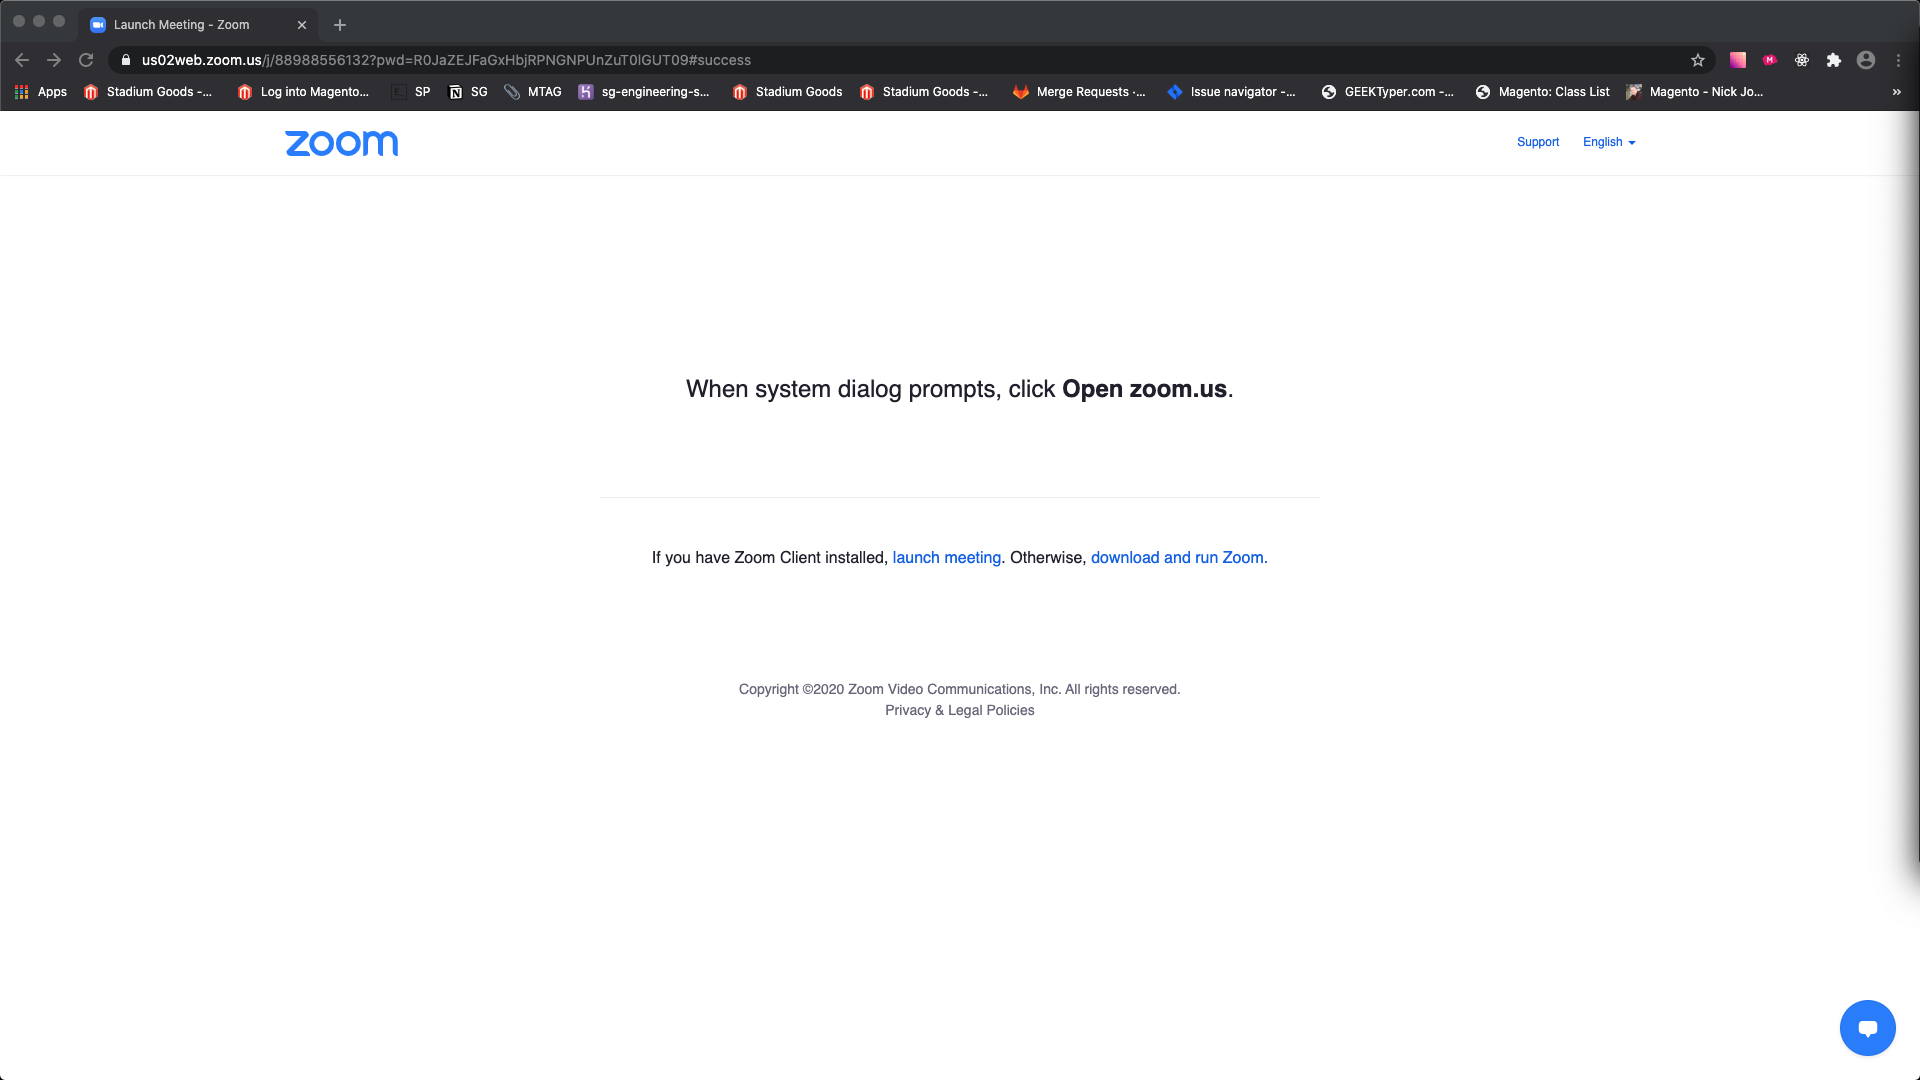 Launch Meeting - Zoom
us02web.zoom.us/j/88988556132?pwd=R0JaZEJFaGxHbjRPNGNPUnZuT0lGUT09#success
Apps Stadium Goods -... Log into Magento... SP SG MTAG sg-engineering-s... Stadium Goods Stadium Goods -... Merge Requests ·... Issue navigator -... GEEKTyper.com -... Magento: Class List Magento - Nick Jo... »
zoom Support English
When system dialog prompts, click Open zoom.us.
If you have Zoom Client installed, launch meeting. Otherwise, download and run Zoom.
Copyright ©2020 Zoom Video Communications, Inc. All rights reserved.
Privacy & Legal Policies